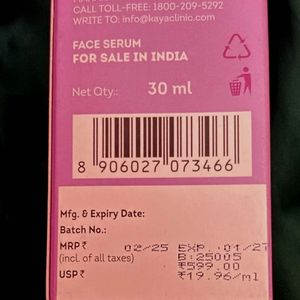 CALL TOLL-FREE: 1800-209-5292
WRITE TO: info@kayaclinic.com
FACE SERUM
FOR SALE IN INDIA
Net Qty.: 30 ml
8 906027 073466
Mfg. & Expiry Date:
Batch No.:
MRP ₹ 02/25 EXP.:01/27
(incl. of all taxes) B:25005
₹599.00
USP ₹ ₹19.96/ml